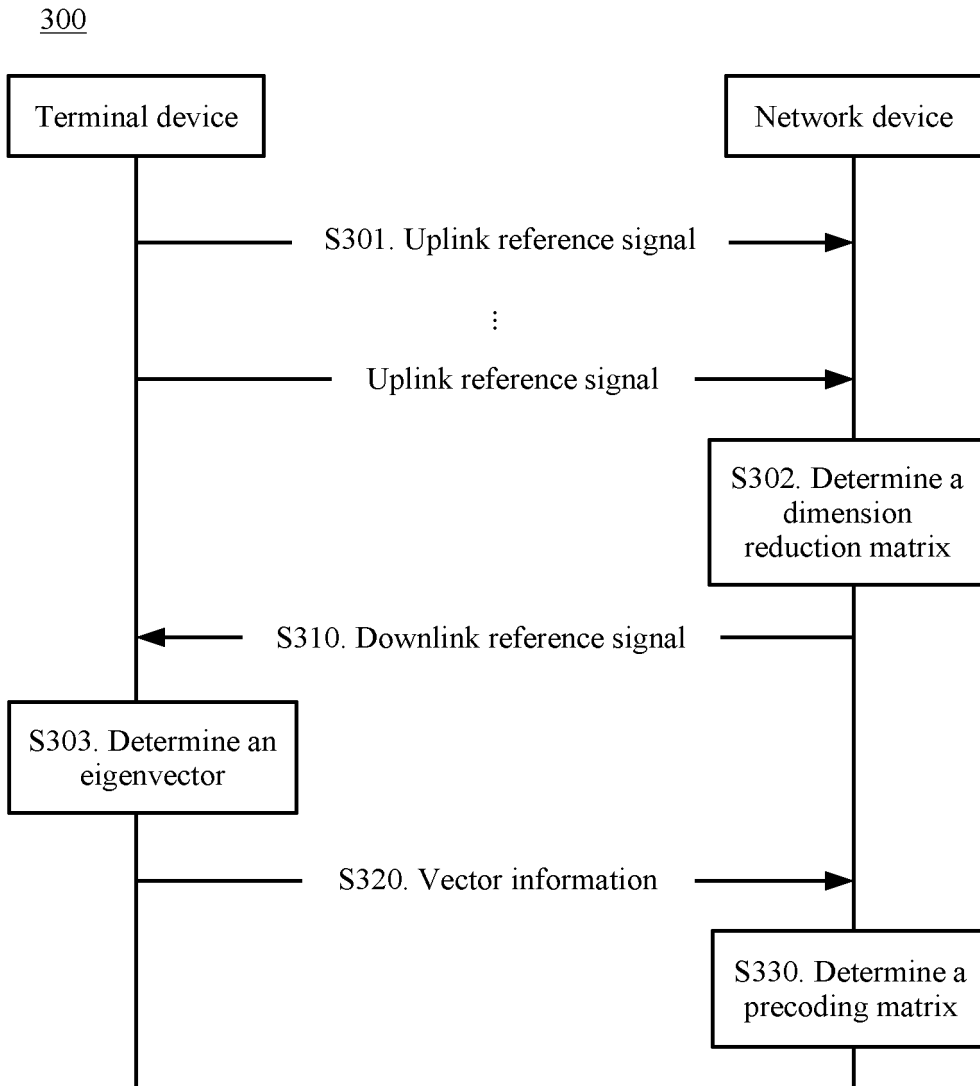 300
Terminal device
Network device
S301. Uplink reference signal
⋮
Uplink reference signal
S302. Determine a
dimension
reduction matrix
S310. Downlink reference signal
S303. Determine an
eigenvector
S320. Vector information
S330. Determine a
precoding matrix